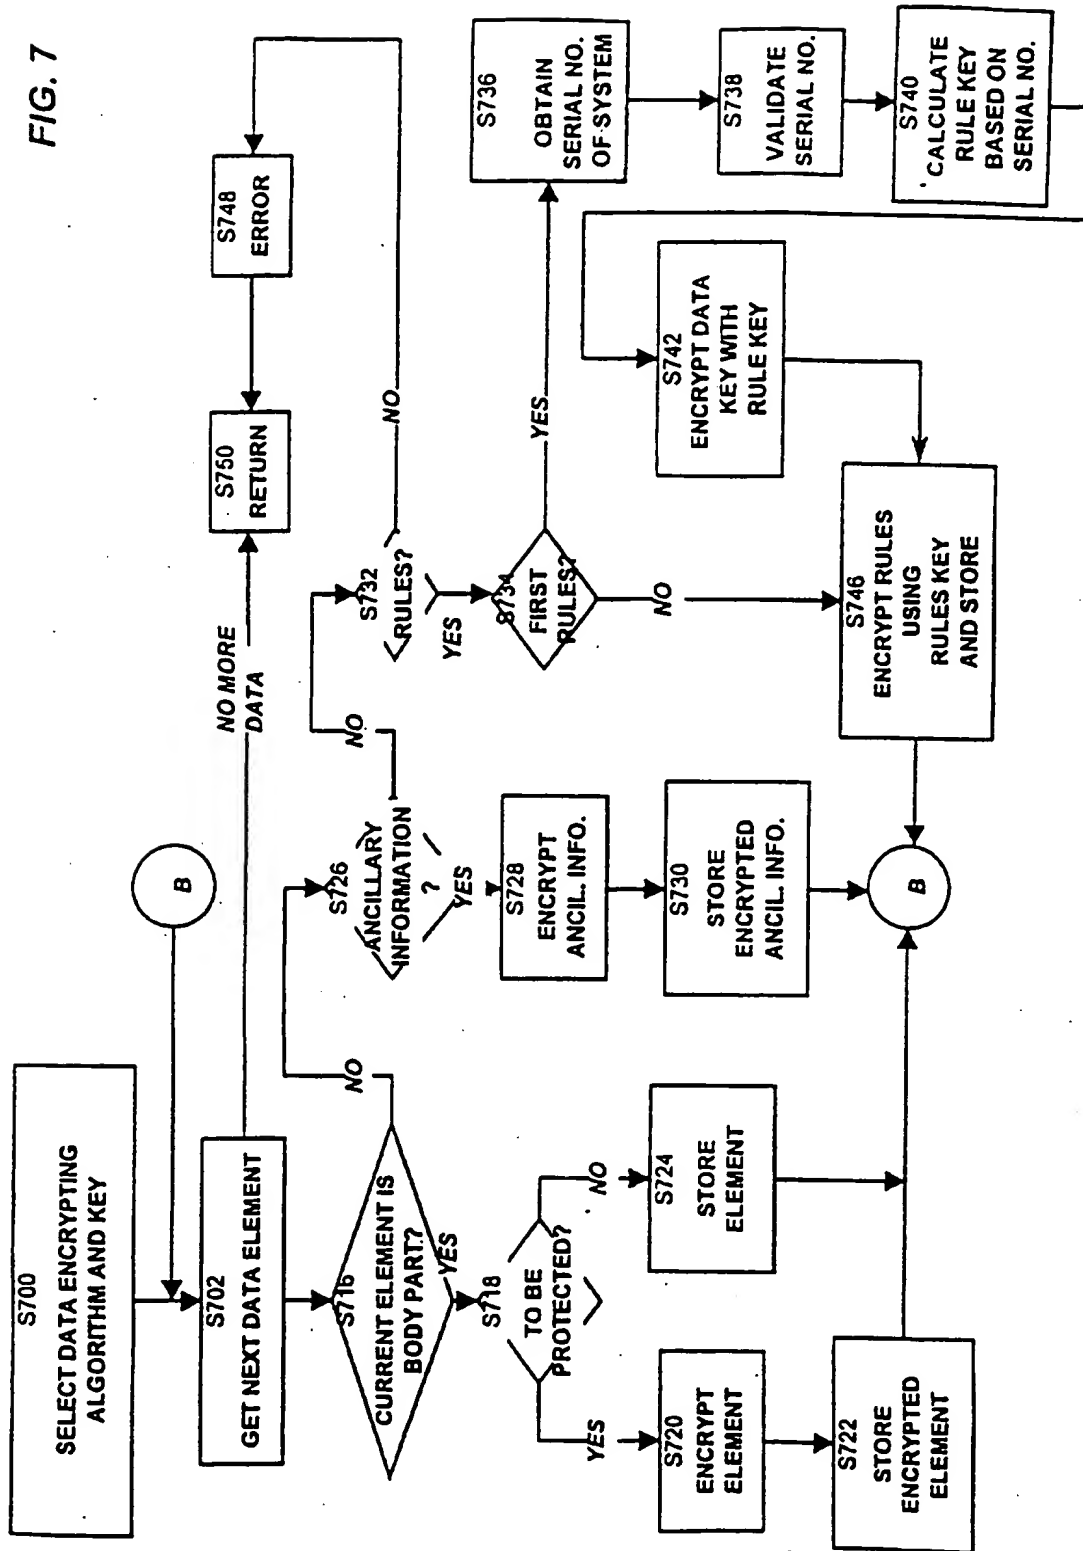 FIG. 7
S700
SELECT DATA ENCRYPTING
ALGORITHM AND KEY
B
S702
GET NEXT DATA ELEMENT
NO MORE
DATA
S750
RETURN
S748
ERROR
S716
CURRENT ELEMENT IS
BODY PART?
NO
YES
S718
TO BE
PROTECTED?
YES
NO
S720
ENCRYPT
ELEMENT
S722
STORE
ENCRYPTED
ELEMENT
S724
STORE
ELEMENT
S726
ANCILLARY
INFORMATION
?
NO
YES
S728
ENCRYPT
ANCIL. INFO.
S730
STORE
ENCRYPTED
ANCIL. INFO.
B
S732
RULES?
NO
YES
S734
FIRST
RULES?
YES
NO
S736
OBTAIN
SERIAL NO.
OF SYSTEM
S738
VALIDATE
SERIAL NO.
S740
CALCULATE
RULE KEY
BASED ON
SERIAL NO.
S742
ENCRYPT DATA
KEY WITH
RULE KEY
S746
ENCRYPT RULES
USING
RULES KEY
AND STORE